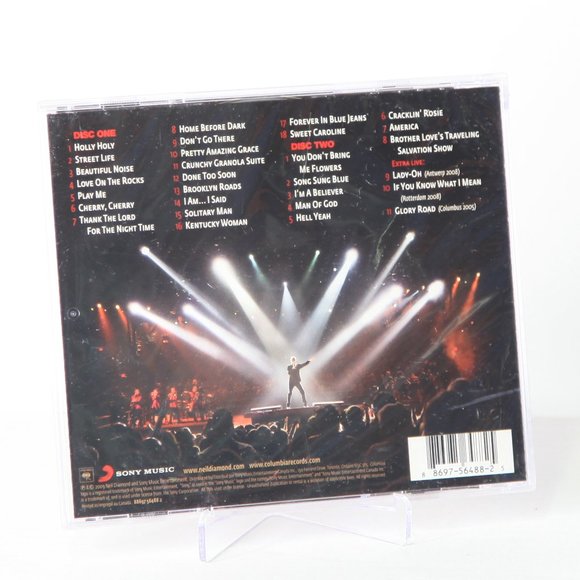 DISC ONE
1 HOLLY HOLY
2 STREET LIFE
3 BEAUTIFUL NOISE
4 LOVE ON THE ROCKS
5 PLAY ME
6 CHERRY, CHERRY
7 THANK THE LORD
FOR THE NIGHT TIME
8 HOME BEFORE DARK
9 DON'T GO THERE
10 PRETTY AMAZING GRACE
11 CRUNCHY GRANOLA SUITE
12 DONE TOO SOON
13 BROOKLYN ROADS
14 I AM... I SAID
15 SOLITARY MAN
16 KENTUCKY WOMAN
17 FOREVER IN BLUE JEANS
18 SWEET CAROLINE
DISC TWO
1 YOU DON'T BRING
ME FLOWERS
2 SONG SUNG BLUE
3 I'M A BELIEVER
4 MAN OF GOD
5 HELL YEAH
6 CRACKLIN' ROSIE
7 AMERICA
8 BROTHER LOVE'S TRAVELING
SALVATION SHOW
EXTRA LIVE:
9 LADY-OH (Antwerp 2008)
10 IF YOU KNOW WHAT I MEAN
(Rotterdam 2008)
11 GLORY ROAD (Columbus 2005)
SONY MUSIC
www.neildiamond.com www.columbiarecords.com
8 8697-56488-2 5